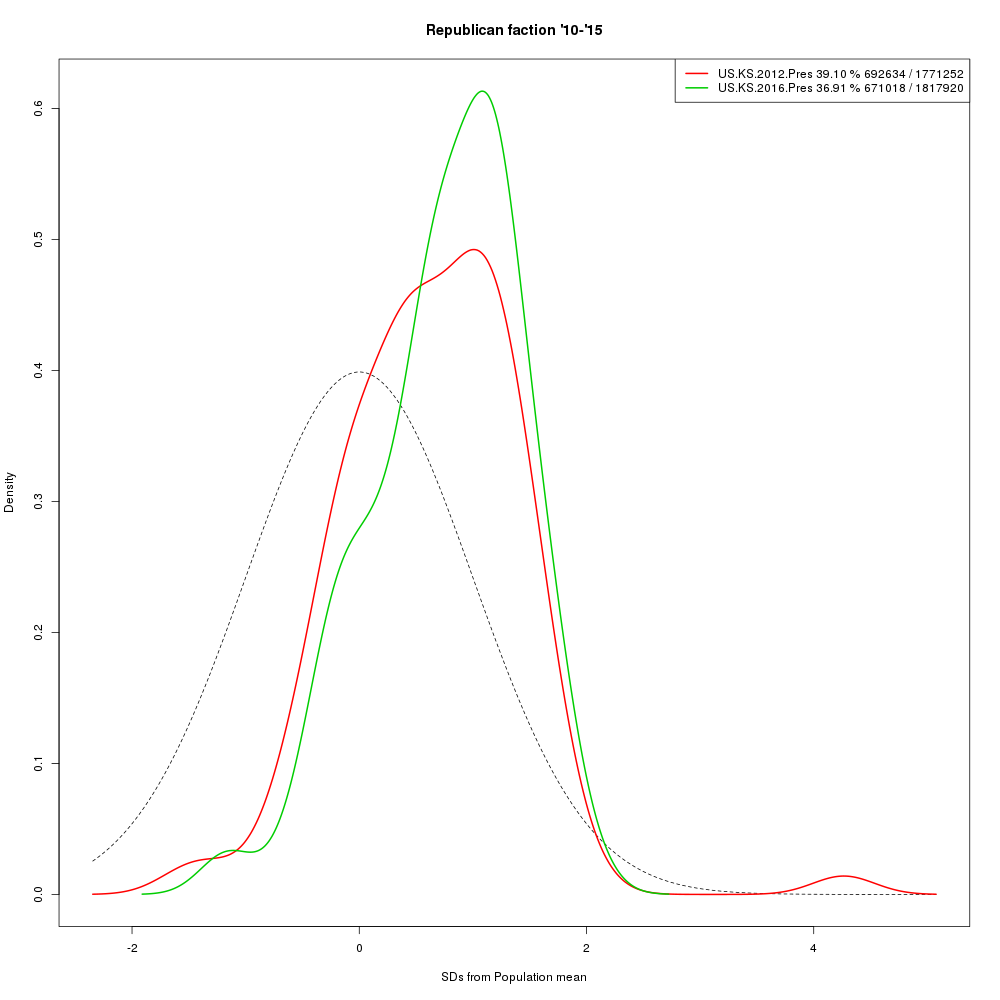 Republican faction '10-'15
US.KS.2012.Pres 39.10 % 692634 / 1771252
US.KS.2016.Pres 36.91 % 671018 / 1817920
0.6
0.5
0.4
0.3
0.2
0.1
0.0
Density
-2 0 2 4
SDs from Population mean